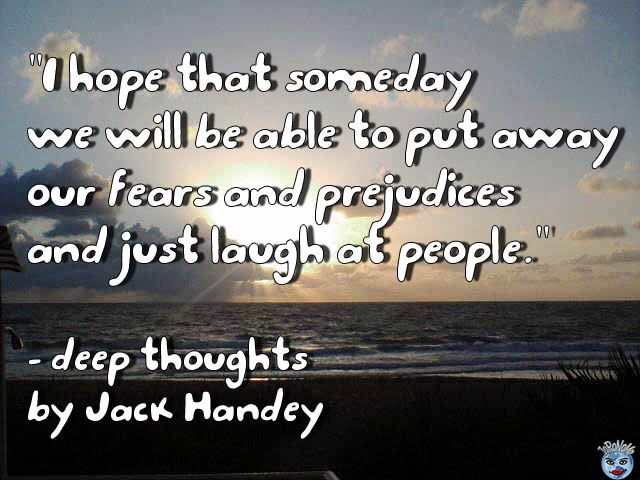 "I hope that someday
we will be able to put away
our fears and prejudices
and just laugh at people."
- deep thoughts
by Jack Handey